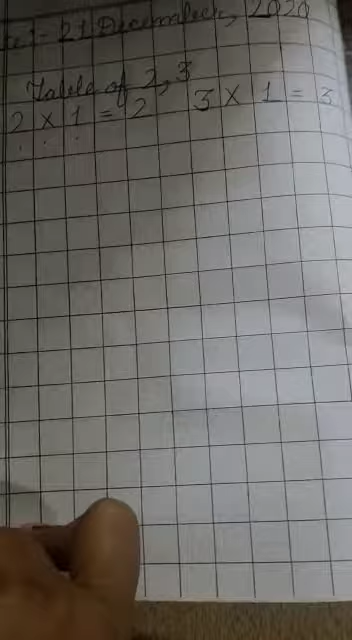 :- 21 December, 2020
Table of 2, 3
2 × 1 = 2 3 × 1 = 3